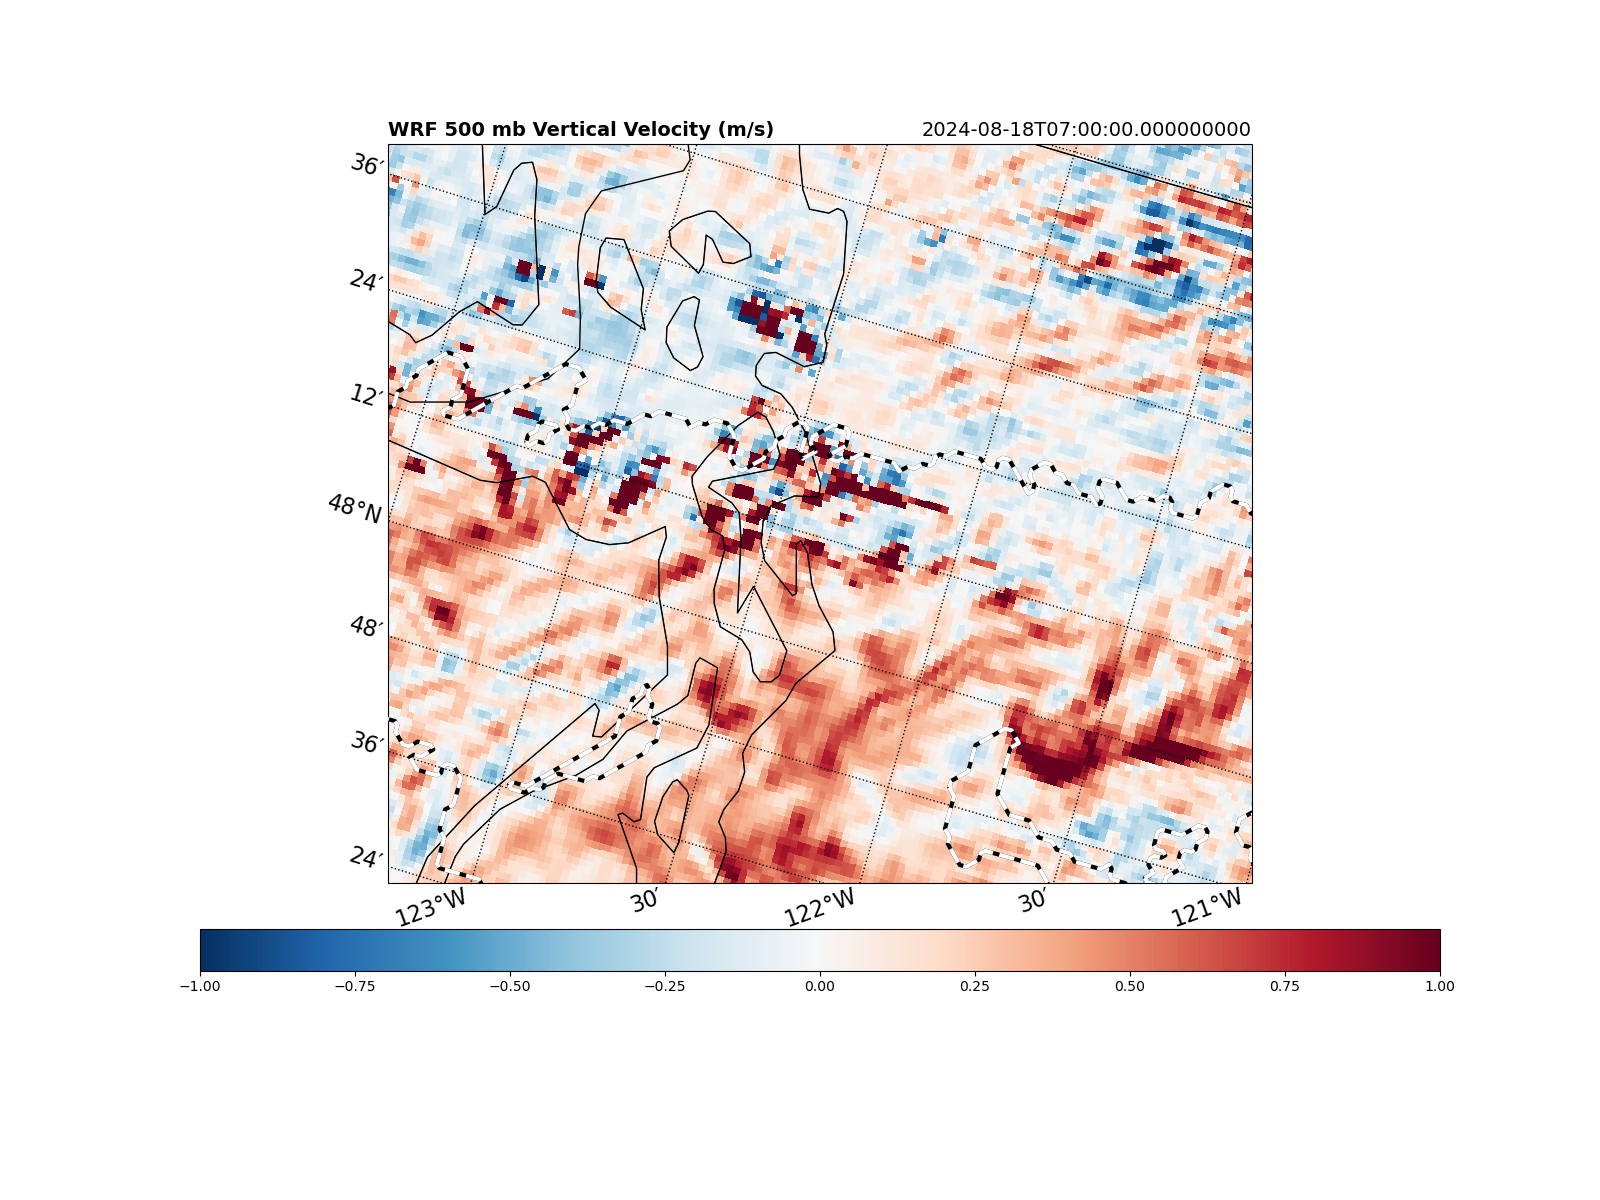 WRF 500 mb Vertical Velocity (m/s) 2024-08-18T07:00:00.000000000
36′
24′
12′
48°N
48′
36′
24′
123°W 30′ 122°W 30′ 121°W
−1.00 −0.75 −0.50 −0.25 0.00 0.25 0.50 0.75 1.00